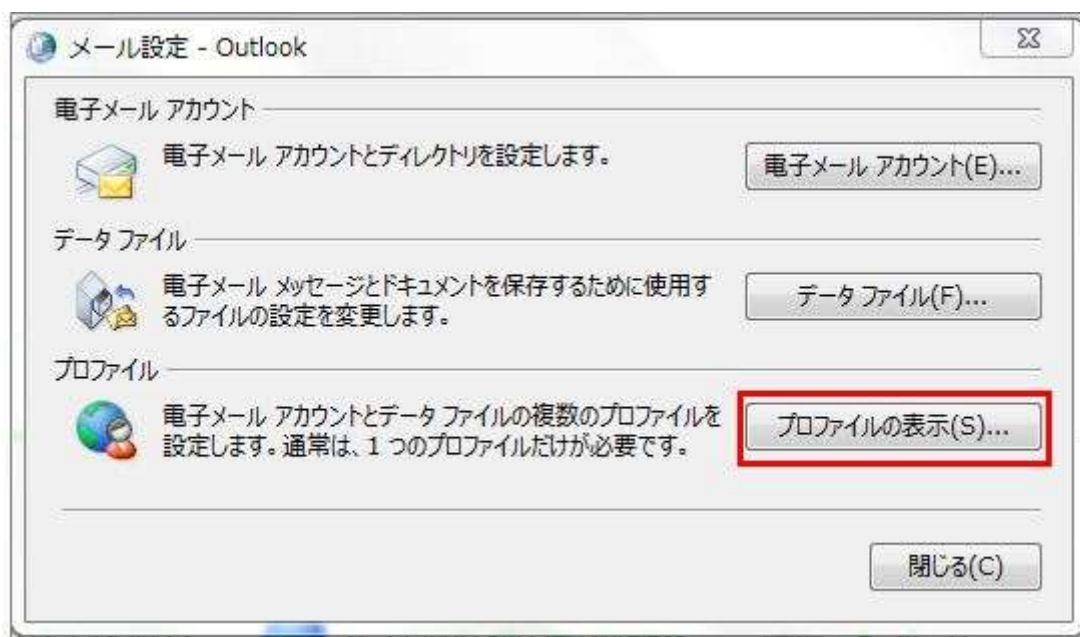 メール設定 - Outlook
電子メール アカウント
電子メール アカウントとディレクトリを設定します。
電子メール アカウント(E)...
データ ファイル
電子メール メッセージとドキュメントを保存するために使用す
るファイルの設定を変更します。
データ ファイル(F)...
プロファイル
電子メール アカウントとデータ ファイルの複数のプロファイルを
設定します。通常は、1 つのプロファイルだけが必要です。
プロファイルの表示(S)...
閉じる(C)